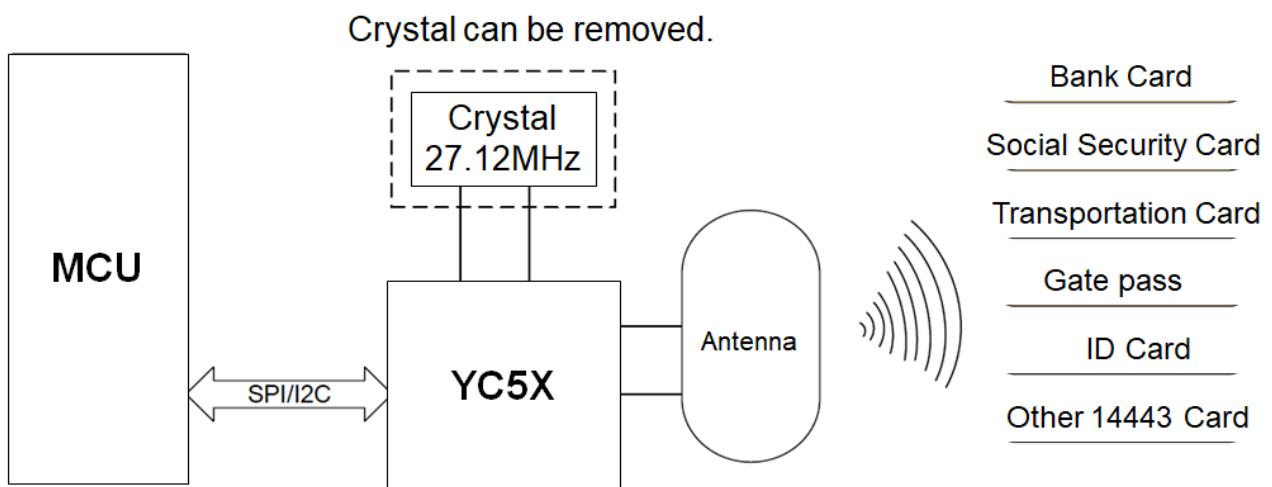 Crystal can be removed.
Crystal
27.12MHz
MCU
SPI/I2C
YC5X
Antenna
Bank Card
Social Security Card
Transportation Card
Gate pass
ID Card
Other 14443 Card